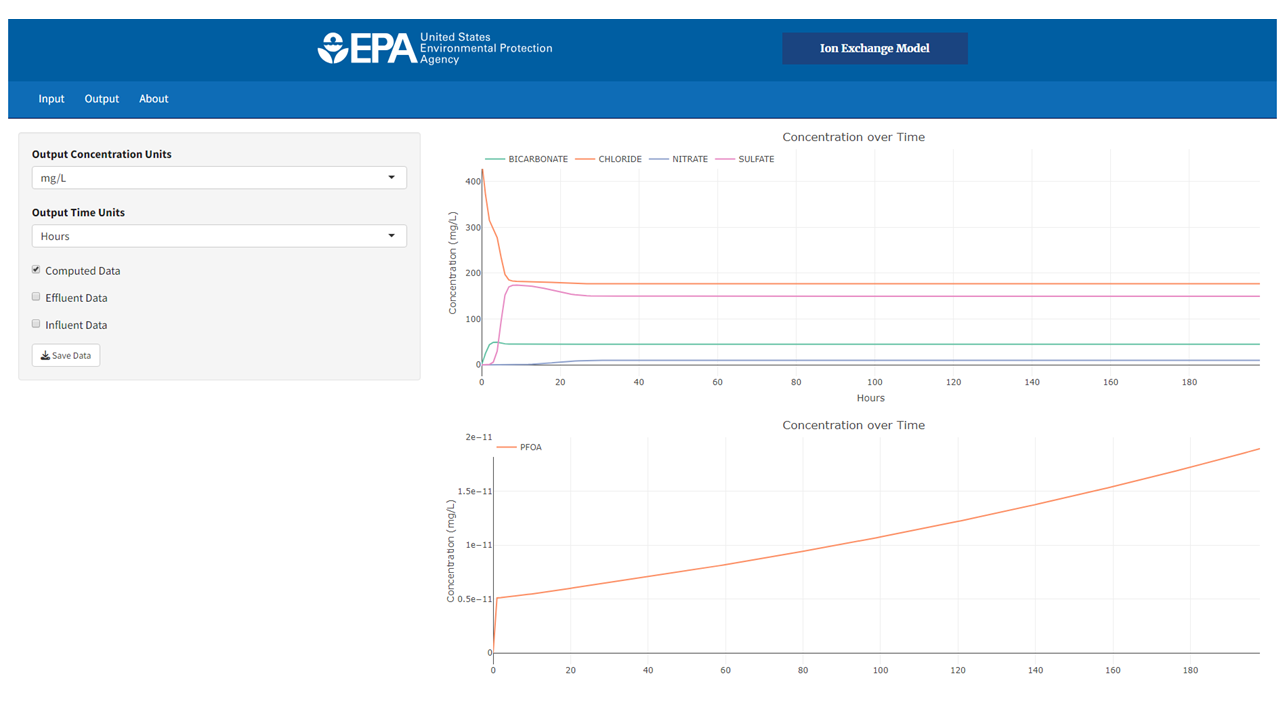 EPA
United States
Environmental Protection
Agency
Ion Exchange Model
Input
Output
About
Output Concentration Units
mg/L
Output Time Units
Hours
Computed Data
Effluent Data
Influent Data
Save Data
Concentration over Time
BICARBONATE CHLORIDE NITRATE SULFATE
Concentration (mg/L)
400
300
200
100
0
0 20 40 60 80 100 120 140 160 180
Hours
Concentration over Time
PFOA
Concentration (mg/L)
2e−11
1.5e−11
1e−11
0.5e−11
0
0 20 40 60 80 100 120 140 160 180